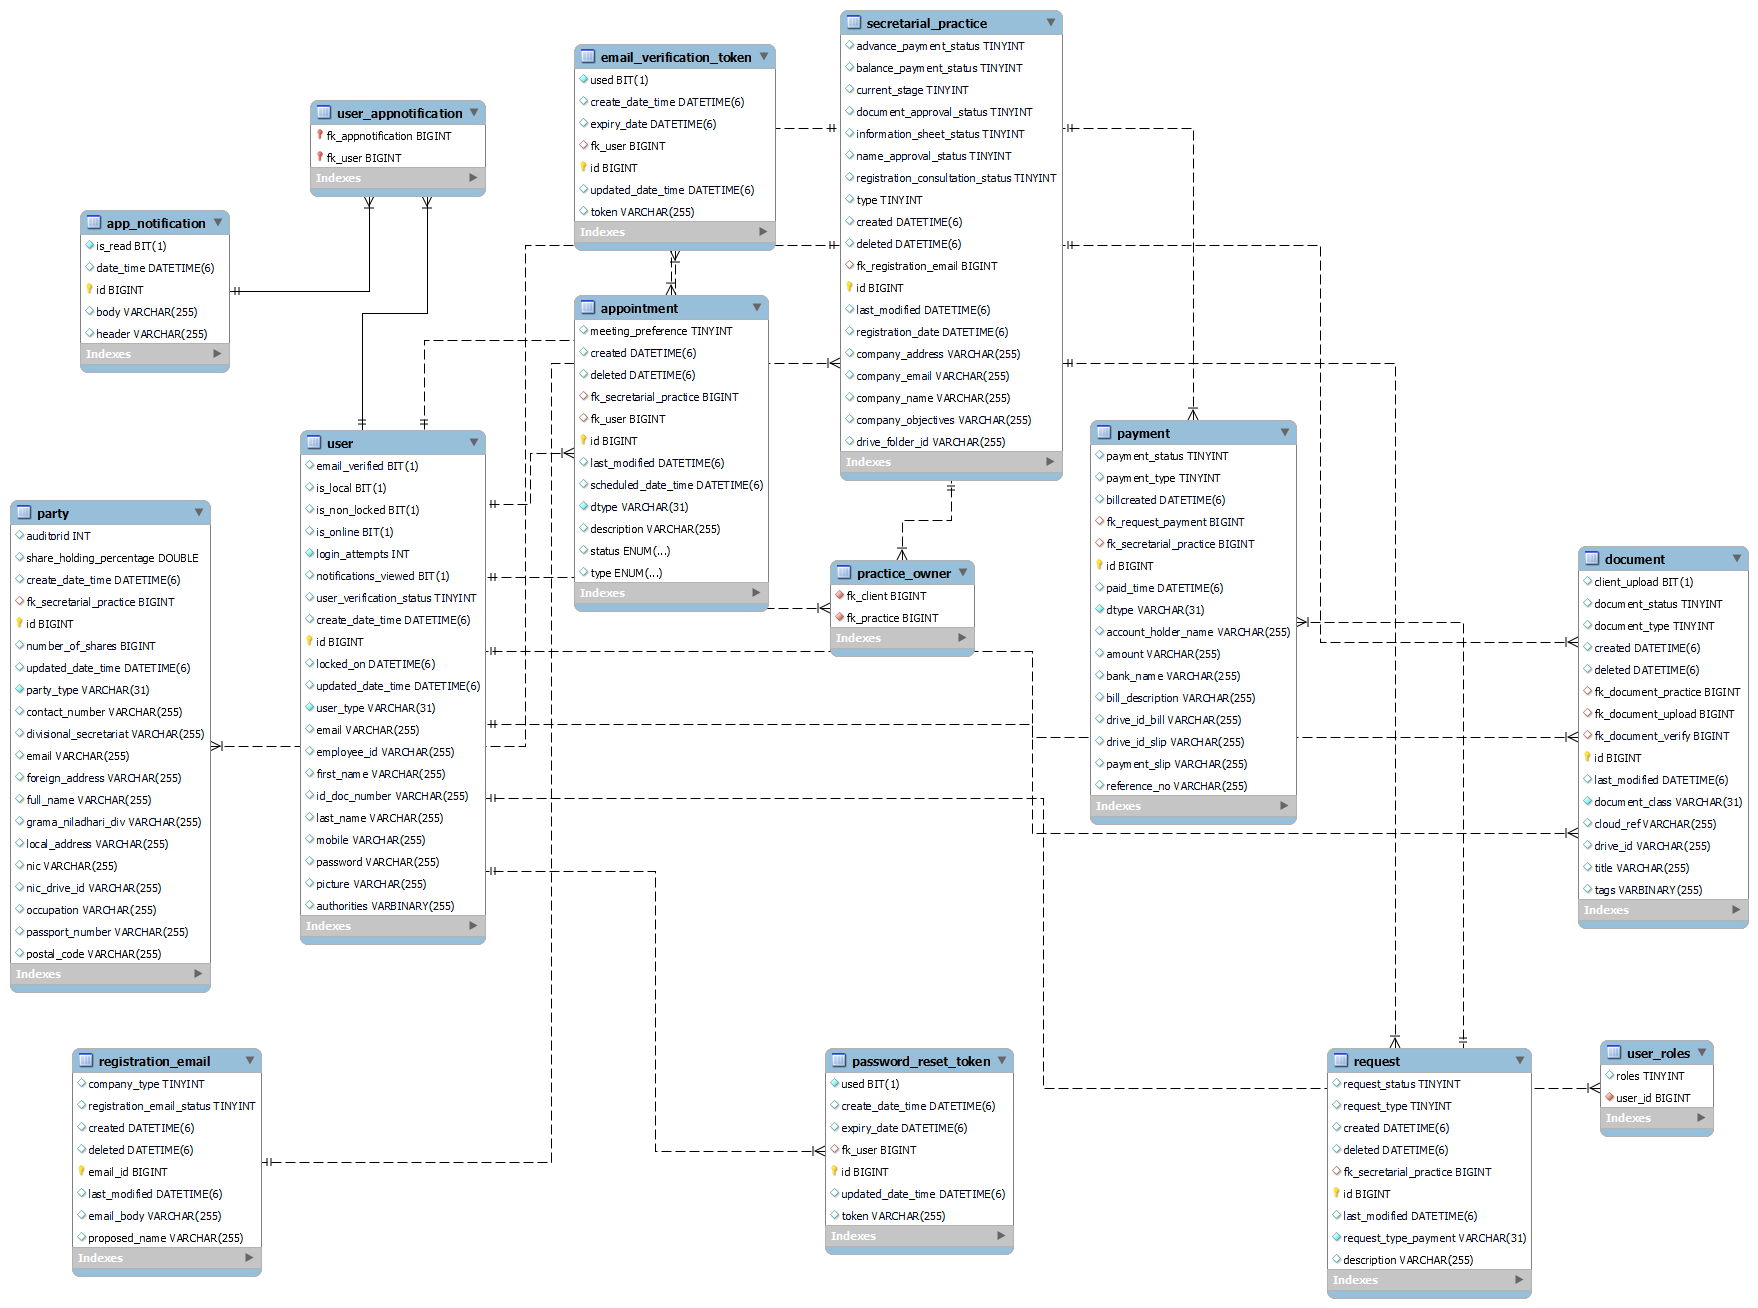 secretarial_practice
advance_payment_status TINYINT
balance_payment_status TINYINT
current_stage TINYINT
document_approval_status TINYINT
information_sheet_status TINYINT
name_approval_status TINYINT
registration_consultation_status TINYINT
type TINYINT
created DATETIME(6)
deleted DATETIME(6)
fk_registration_email BIGINT
id BIGINT
last_modified DATETIME(6)
registration_date DATETIME(6)
company_address VARCHAR(255)
company_email VARCHAR(255)
company_name VARCHAR(255)
company_objectives VARCHAR(255)
drive_folder_id VARCHAR(255)
Indexes
email_verification_token
used BIT(1)
create_date_time DATETIME(6)
expiry_date DATETIME(6)
fk_user BIGINT
id BIGINT
updated_date_time DATETIME(6)
token VARCHAR(255)
Indexes
user_appnotification
fk_appnotification BIGINT
fk_user BIGINT
Indexes
app_notification
is_read BIT(1)
date_time DATETIME(6)
id BIGINT
body VARCHAR(255)
header VARCHAR(255)
Indexes
appointment
meeting_preference TINYINT
created DATETIME(6)
deleted DATETIME(6)
fk_secretarial_practice BIGINT
fk_user BIGINT
id BIGINT
last_modified DATETIME(6)
scheduled_date_time DATETIME(6)
dtype VARCHAR(31)
description VARCHAR(255)
status ENUM(...)
type ENUM(...)
Indexes
user
email_verified BIT(1)
is_local BIT(1)
is_non_locked BIT(1)
is_online BIT(1)
login_attempts INT
notifications_viewed BIT(1)
user_verification_status TINYINT
create_date_time DATETIME(6)
id BIGINT
locked_on DATETIME(6)
updated_date_time DATETIME(6)
user_type VARCHAR(31)
email VARCHAR(255)
employee_id VARCHAR(255)
first_name VARCHAR(255)
id_doc_number VARCHAR(255)
last_name VARCHAR(255)
mobile VARCHAR(255)
password VARCHAR(255)
picture VARCHAR(255)
authorities VARBINARY(255)
Indexes
payment
payment_status TINYINT
payment_type TINYINT
billcreated DATETIME(6)
fk_request_payment BIGINT
fk_secretarial_practice BIGINT
id BIGINT
paid_time DATETIME(6)
dtype VARCHAR(31)
account_holder_name VARCHAR(255)
amount VARCHAR(255)
bank_name VARCHAR(255)
bill_description VARCHAR(255)
drive_id_bill VARCHAR(255)
drive_id_slip VARCHAR(255)
payment_slip VARCHAR(255)
reference_no VARCHAR(255)
Indexes
party
auditorid INT
share_holding_percentage DOUBLE
create_date_time DATETIME(6)
fk_secretarial_practice BIGINT
id BIGINT
number_of_shares BIGINT
updated_date_time DATETIME(6)
party_type VARCHAR(31)
contact_number VARCHAR(255)
divisional_secretariat VARCHAR(255)
email VARCHAR(255)
foreign_address VARCHAR(255)
full_name VARCHAR(255)
grama_niladhari_div VARCHAR(255)
local_address VARCHAR(255)
nic VARCHAR(255)
nic_drive_id VARCHAR(255)
occupation VARCHAR(255)
passport_number VARCHAR(255)
postal_code VARCHAR(255)
Indexes
practice_owner
fk_client BIGINT
fk_practice BIGINT
Indexes
document
client_upload BIT(1)
document_status TINYINT
document_type TINYINT
created DATETIME(6)
deleted DATETIME(6)
fk_document_practice BIGINT
fk_document_upload BIGINT
fk_document_verify BIGINT
id BIGINT
last_modified DATETIME(6)
document_class VARCHAR(31)
cloud_ref VARCHAR(255)
drive_id VARCHAR(255)
title VARCHAR(255)
tags VARBINARY(255)
Indexes
registration_email
company_type TINYINT
registration_email_status TINYINT
created DATETIME(6)
deleted DATETIME(6)
email_id BIGINT
last_modified DATETIME(6)
email_body VARCHAR(255)
proposed_name VARCHAR(255)
Indexes
password_reset_token
used BIT(1)
create_date_time DATETIME(6)
expiry_date DATETIME(6)
fk_user BIGINT
id BIGINT
updated_date_time DATETIME(6)
token VARCHAR(255)
Indexes
request
request_status TINYINT
request_type TINYINT
created DATETIME(6)
deleted DATETIME(6)
fk_secretarial_practice BIGINT
id BIGINT
last_modified DATETIME(6)
request_type_payment VARCHAR(31)
description VARCHAR(255)
Indexes
user_roles
roles TINYINT
user_id BIGINT
Indexes